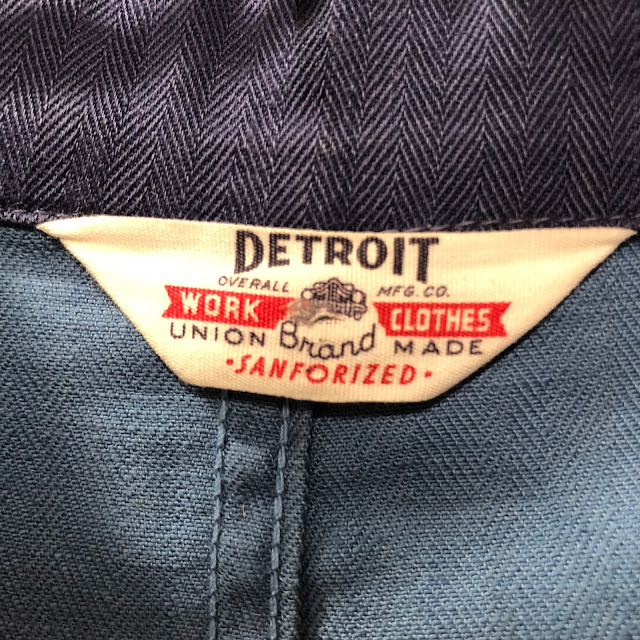 DETROIT
OVERALL MFG. CO.
WORK CLOTHES
UNION Brand MADE
·SANFORIZED·